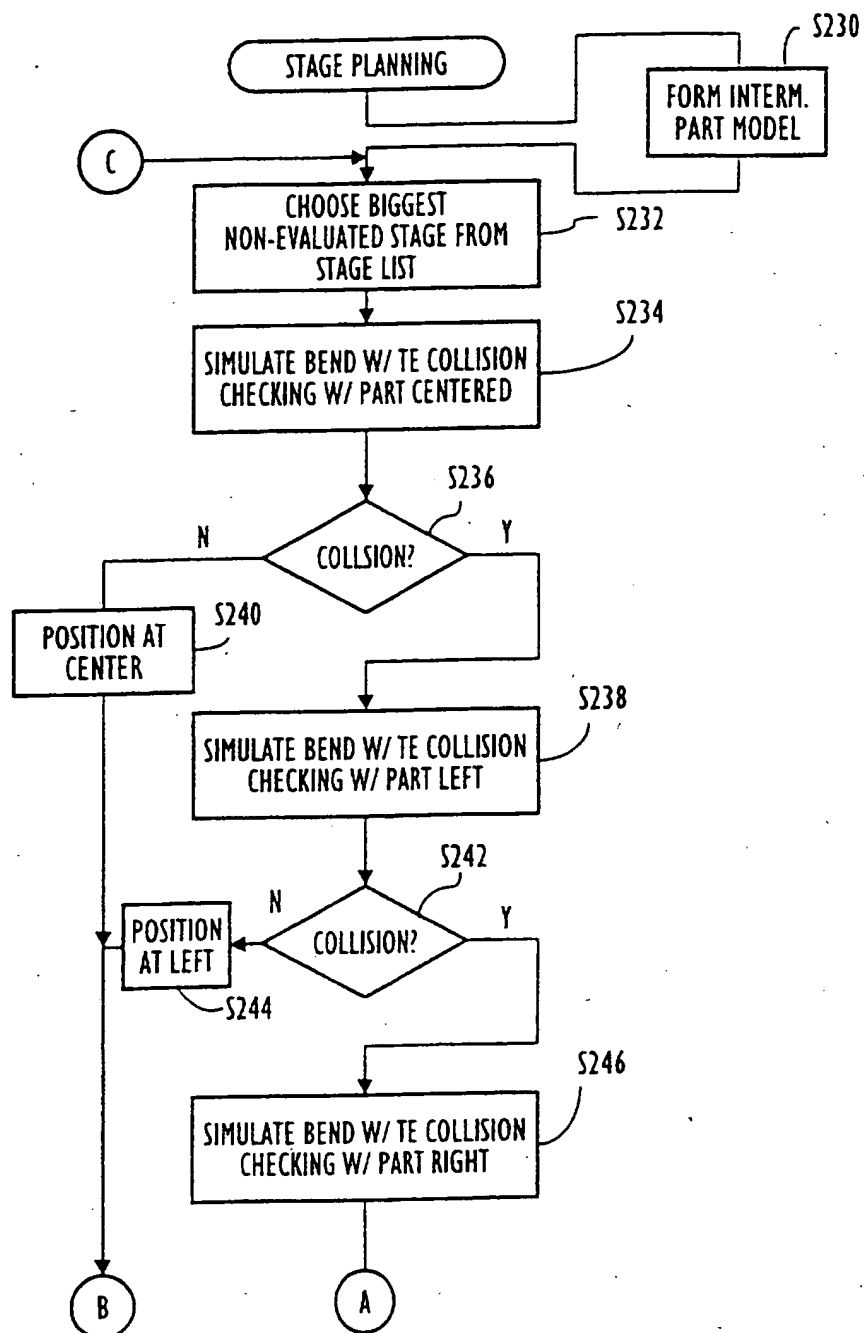 S230
STAGE PLANNING
FORM INTERM.
PART MODEL
C
CHOOSE BIGGEST
NON-EVALUATED STAGE FROM
STAGE LIST
S232
S234
SIMULATE BEND W/ TE COLLISION
CHECKING W/ PART CENTERED
S236
N
Y
COLLSION?
S240
POSITION AT
CENTER
S238
SIMULATE BEND W/ TE COLLISION
CHECKING W/ PART LEFT
S242
N
Y
POSITION
AT LEFT
COLLISION?
S244
S246
SIMULATE BEND W/ TE COLLISION
CHECKING W/ PART RIGHT
B
A